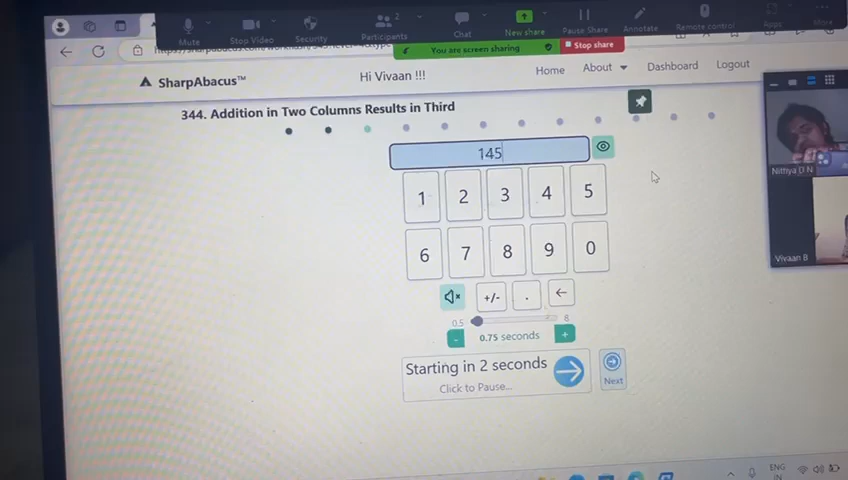 2
Mute
Stop Video
Security
Participants
Chat
New share
Pause Share
Annotate
Remote control
Apps
More
You are screen sharing
Stop share
SharpAbacus™
Hi Vivaan !!!
Home
About
Dashboard
Logout
344. Addition in Two Columns Results in Third
145
1 2 3 4 5
6 7 8 9 0
+/- .
0.5
8
- 0.75 seconds +
Starting in 2 seconds
Click to Pause...
Next
Nithya D N
Vivaan B
ENG
IN